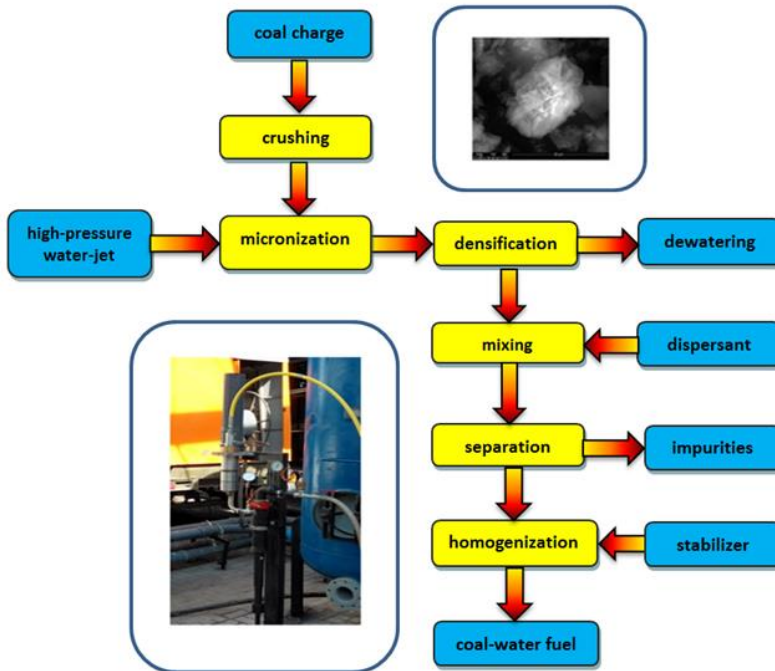 coal charge
crushing
high-pressure
water-jet
micronization
densification
dewatering
mixing
dispersant
separation
impurities
homogenization
stabilizer
coal-water fuel